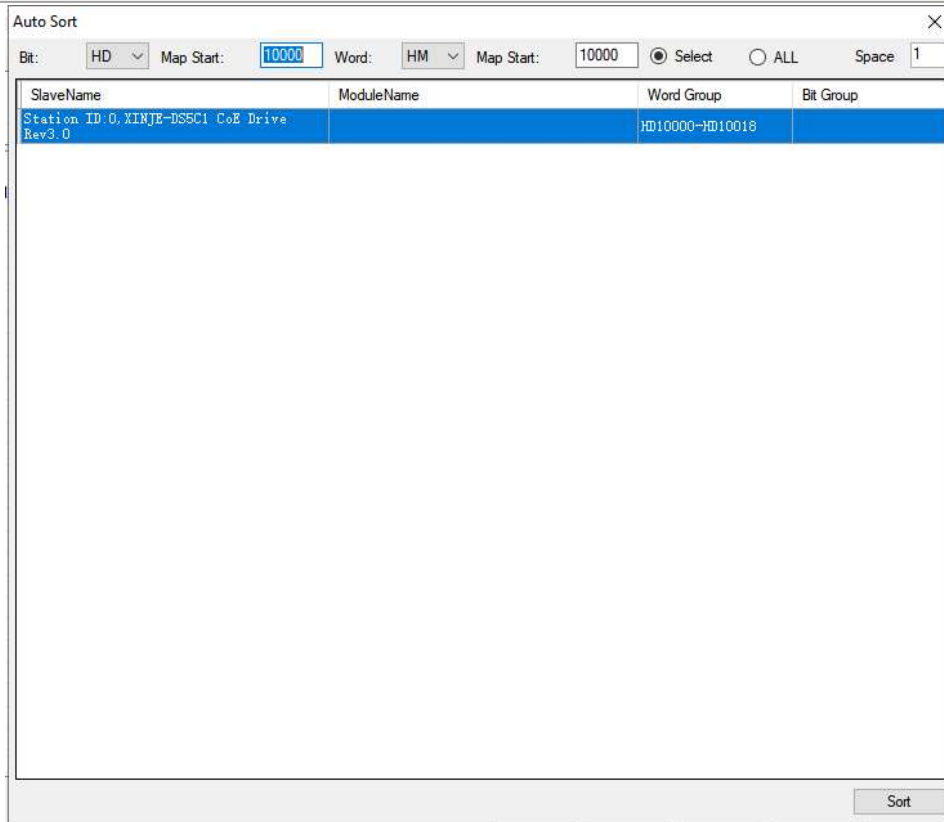 Auto Sort
Bit: HD Map Start: 10000 Word: HM Map Start: 10000 Select ALL Space 1
SlaveName ModuleName Word Group Bit Group
Station ID:0,XINJE-DS5C1 CoE Drive
Rev3.0
HD10000-HD10018
Sort